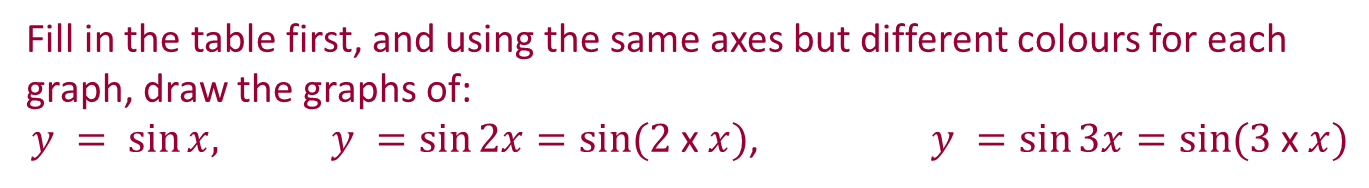 Fill in the table first, and using the same axes but different colours for each
graph, draw the graphs of:
y = sin x, y = sin 2x = sin(2 x x), y = sin 3x = sin(3 x x)